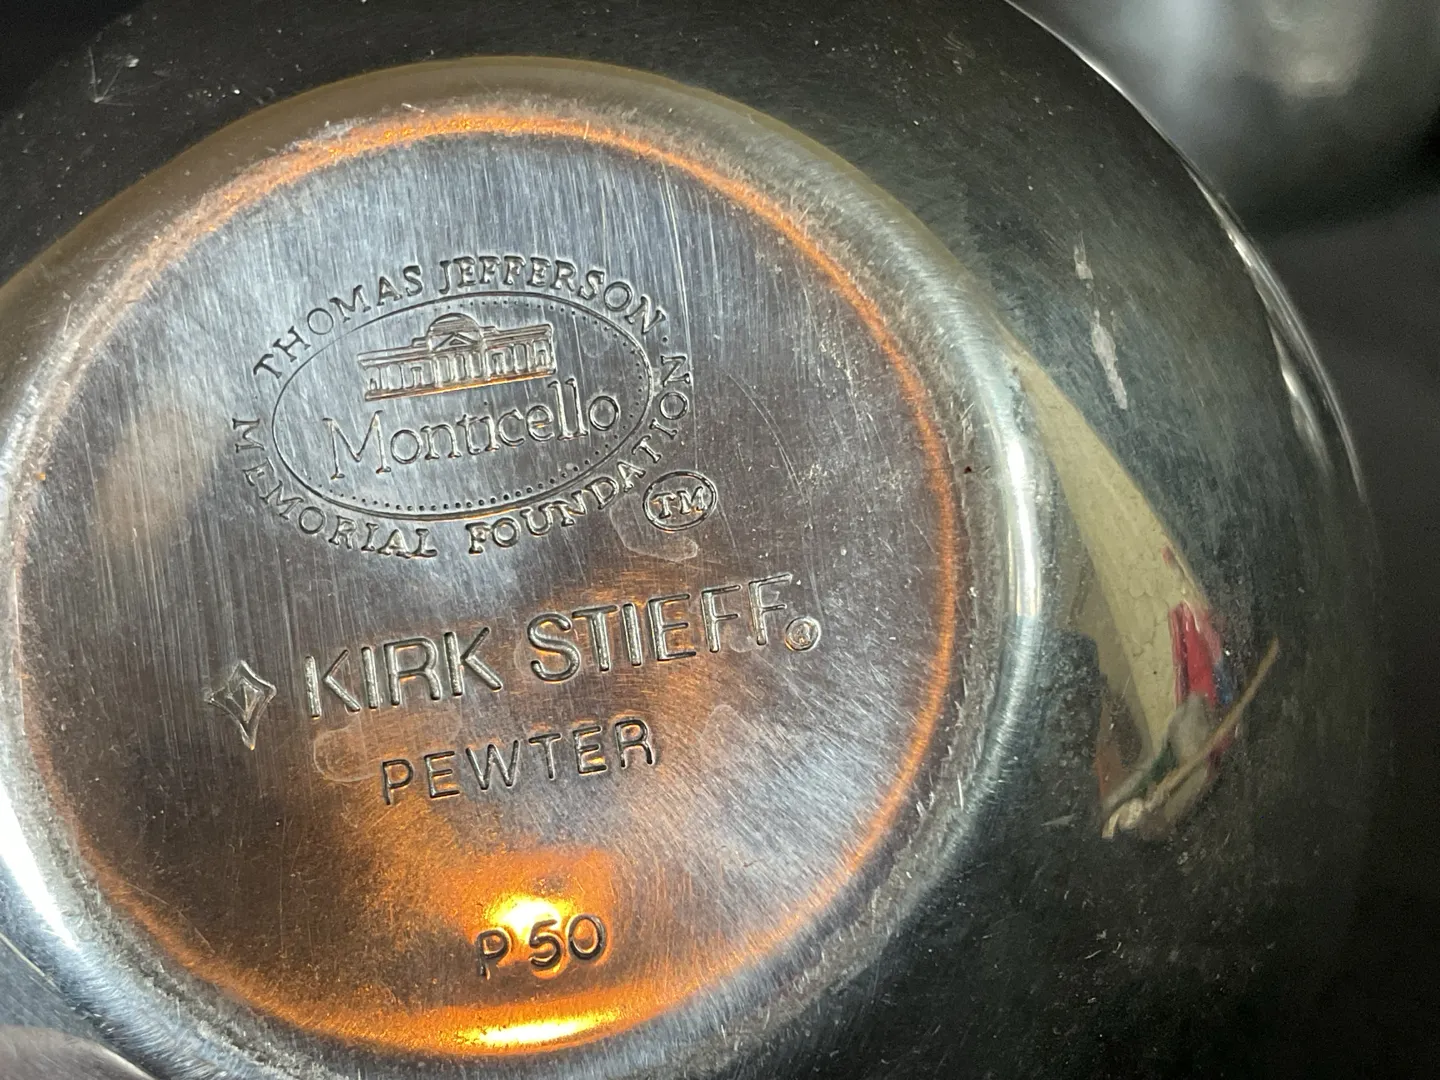 THOMAS JEFFERSON
Monticello
MEMORIAL FOUNDATION
TM
KIRK STIEFF®
PEWTER
P50